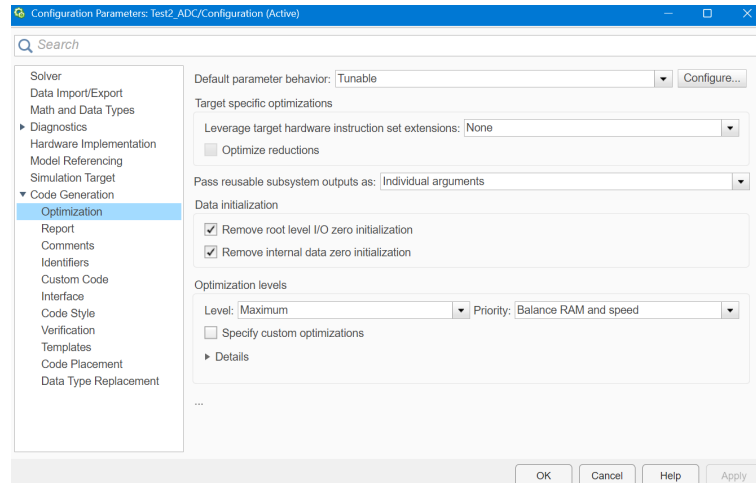 Configuration Parameters: Test2_ADC/Configuration (Active)
Search
Solver
Data Import/Export
Math and Data Types
Diagnostics
Hardware Implementation
Model Referencing
Simulation Target
Code Generation
Optimization
Report
Comments
Identifiers
Custom Code
Interface
Code Style
Verification
Templates
Code Placement
Data Type Replacement
Default parameter behavior: Tunable Configure...
Target specific optimizations
Leverage target hardware instruction set extensions: None
Optimize reductions
Pass reusable subsystem outputs as: Individual arguments
Data initialization
Remove root level I/O zero initialization
Remove internal data zero initialization
Optimization levels
Level: Maximum Priority: Balance RAM and speed
Specify custom optimizations
Details
...
OK Cancel Help Apply